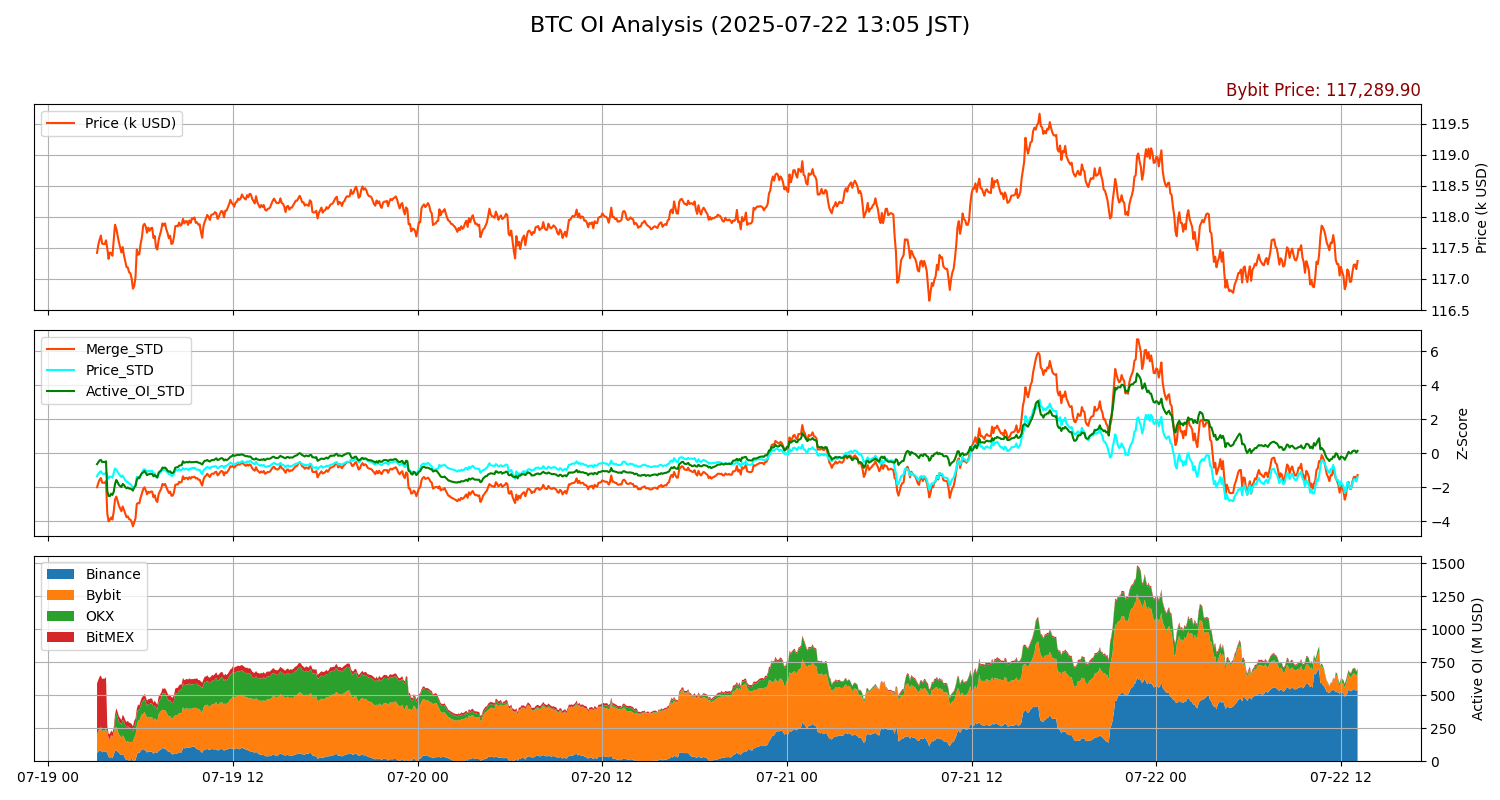 BTC OI Analysis (2025-07-22 13:05 JST)
Bybit Price: 117,289.90
Price (k USD)
119.5
119.0
118.5
118.0
117.5
117.0
116.5
Price (k USD)
Merge_STD
Price_STD
Active_OI_STD
6
4
2
0
−2
−4
Z-Score
Binance
Bybit
OKX
BitMEX
1500
1250
1000
750
500
250
0
Active OI (M USD)
07-19 00
07-19 12
07-20 00
07-20 12
07-21 00
07-21 12
07-22 00
07-22 12